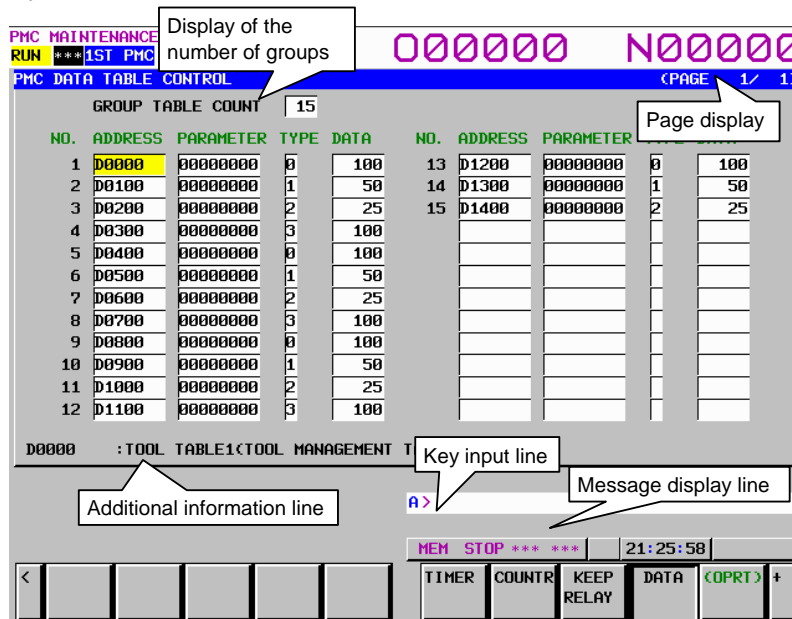 PMC MAINTENANCE
Display of the
number of groups
RUN *** 1ST PMC
O00000 N00000
PMC DATA TABLE CONTROL (PAGE 1/ 1)
GROUP TABLE COUNT 15
Page display
NO. ADDRESS PARAMETER TYPE DATA NO. ADDRESS PARAMETER
1 D0000 00000000 0 100 13 D1200 00000000 0 100
2 D0100 00000000 1 50 14 D1300 00000000 1 50
3 D0200 00000000 2 25 15 D1400 00000000 2 25
4 D0300 00000000 3 100
5 D0400 00000000 0 100
6 D0500 00000000 1 50
7 D0600 00000000 2 25
8 D0700 00000000 3 100
9 D0800 00000000 0 100
10 D0900 00000000 1 50
11 D1000 00000000 2 25
12 D1100 00000000 3 100
D0000 :TOOL TABLE1(TOOL MANAGEMENT T
Key input line
Additional information line
Message display line
A>
MEM STOP *** *** 21:25:58
< TIMER COUNTR KEEP RELAY DATA (OPRT) +